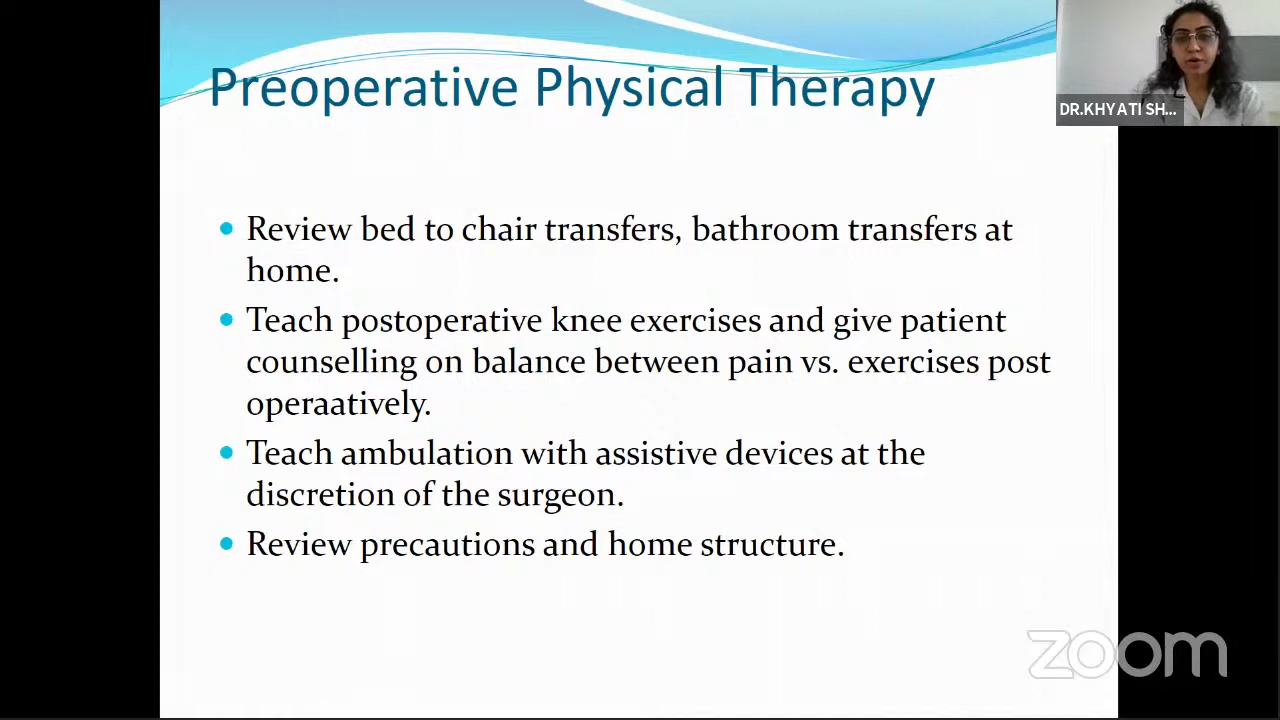 Preoperative Physical Therapy
DR.KHYATI SH...
• Review bed to chair transfers, bathroom transfers at
home.
• Teach postoperative knee exercises and give patient
counselling on balance between pain vs. exercises post
operaatively.
• Teach ambulation with assistive devices at the
discretion of the surgeon.
• Review precautions and home structure.
zoom